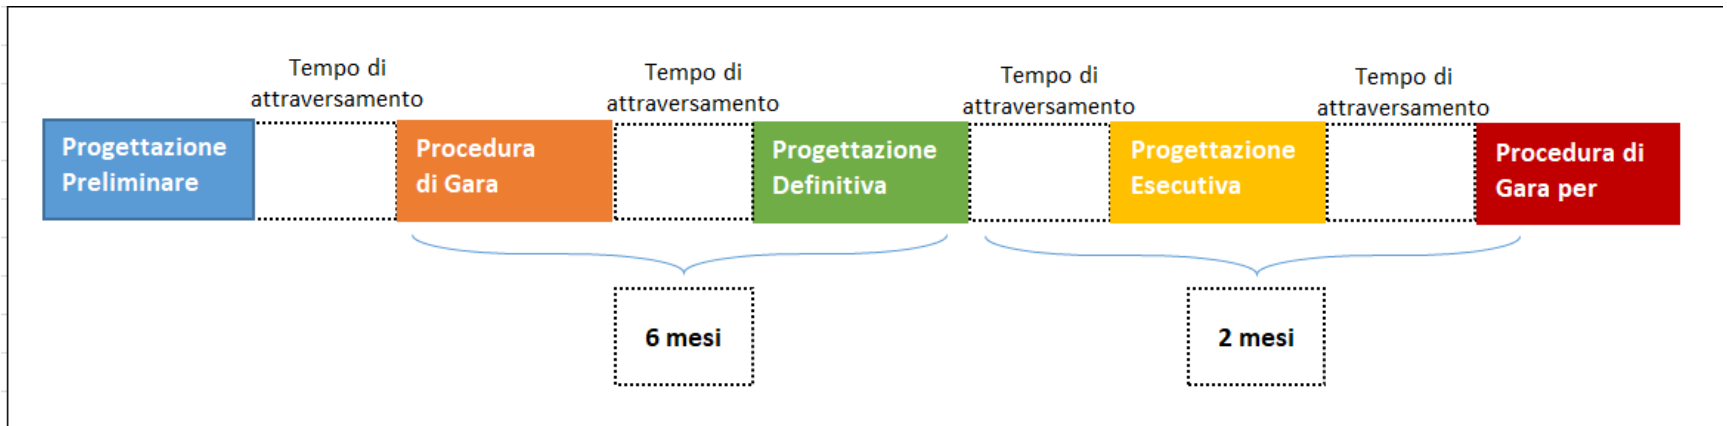 Tempo di
attraversamento
Tempo di
attraversamento
Tempo di
attraversamento
Tempo di
attraversamento
Progettazione
Preliminare
Procedura
di Gara
Progettazione
Definitiva
Progettazione
Esecutiva
Procedura di
Gara per
6 mesi
2 mesi